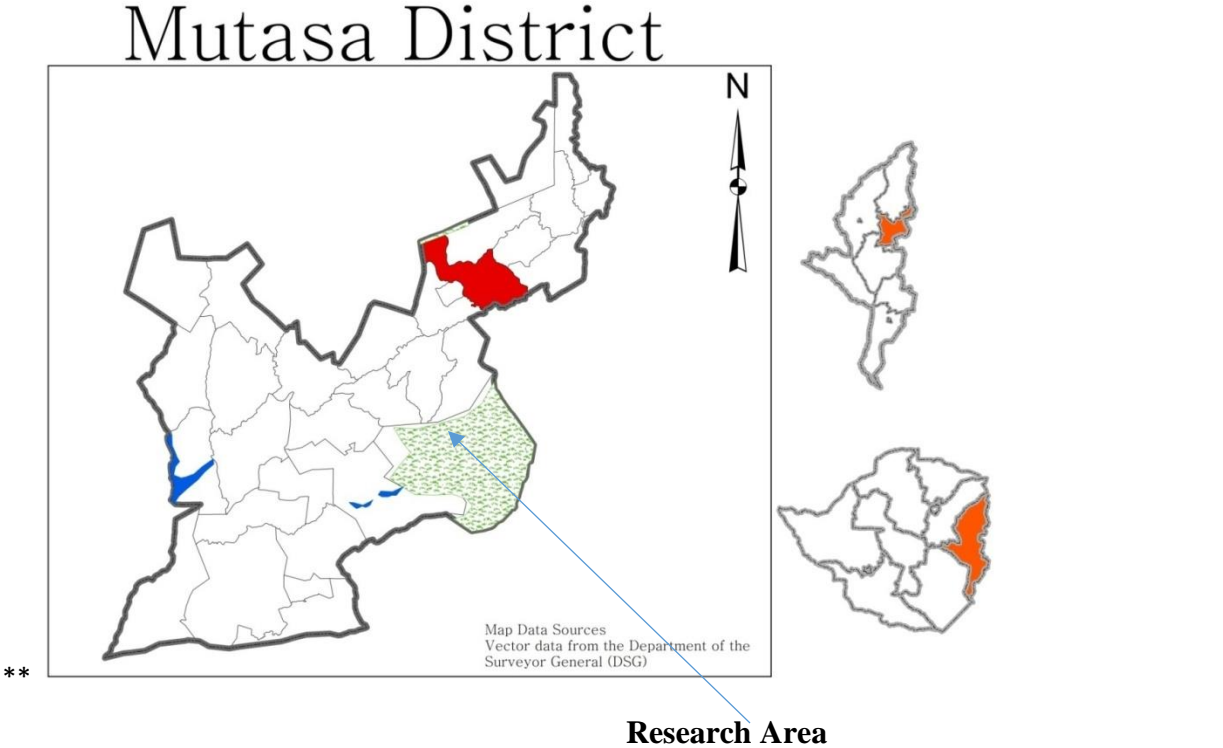 Mutasa District
N
Map Data Sources
Vector data from the Department of the
Surveyor General (DSG)
**
Research Area